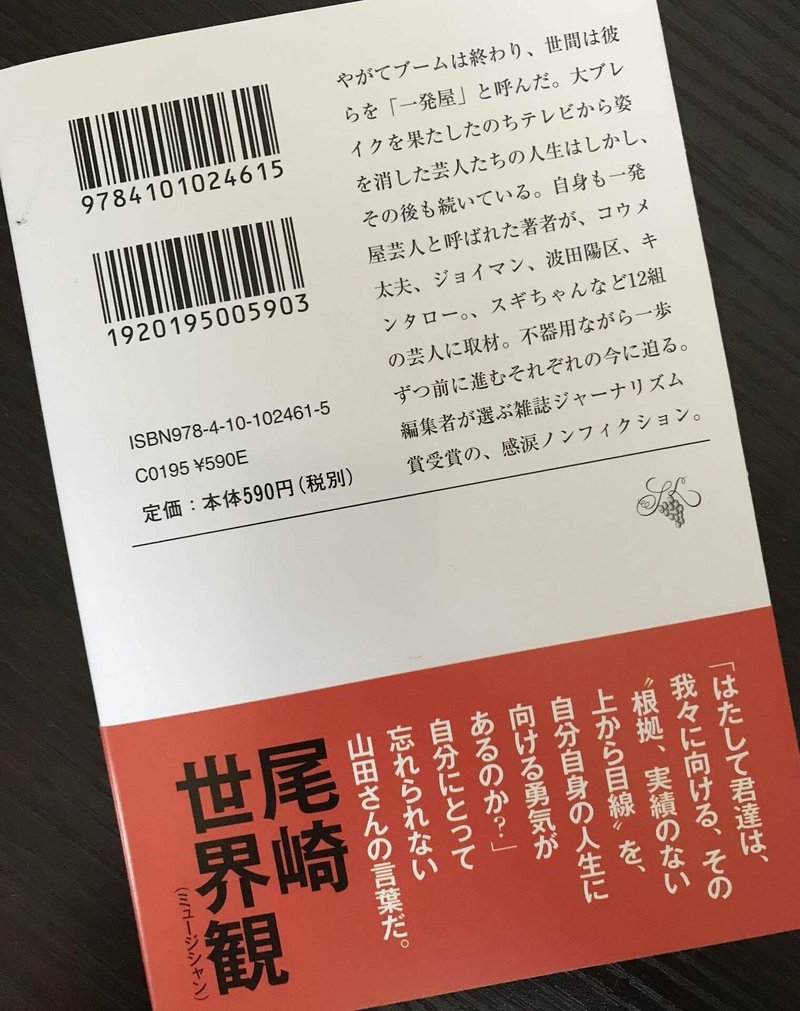 9784101024615
1920195005903
ISBN978-4-10-102461-5
C0195 ¥590E
定価：本体590円（税別）
やがてブームは終わり、世間は彼
らを「一発屋」と呼んだ。大ブレ
イクを果たしたのちテレビから姿
を消した芸人たちの人生はしかし、
その後も続いている。自身も一発
屋芸人と呼ばれた著者が、コウメ
太夫、ジョイマン、波田陽区、キ
ンタロー。、スギちゃんなど12組
の芸人に取材。不器用ながら一歩
ずつ前に進むそれぞれの今に迫る。
編集者が選ぶ雑誌ジャーナリズム
賞受賞の、感涙ノンフィクション。
「はたして君達は、
我々に向ける、その
〝根拠、実績のない
上から目線〟を、
自分自身の人生に
向ける勇気が
あるのか？」
自分にとって
忘れられない
山田さんの言葉だ。
尾崎
世界観
（ミュージシャン）